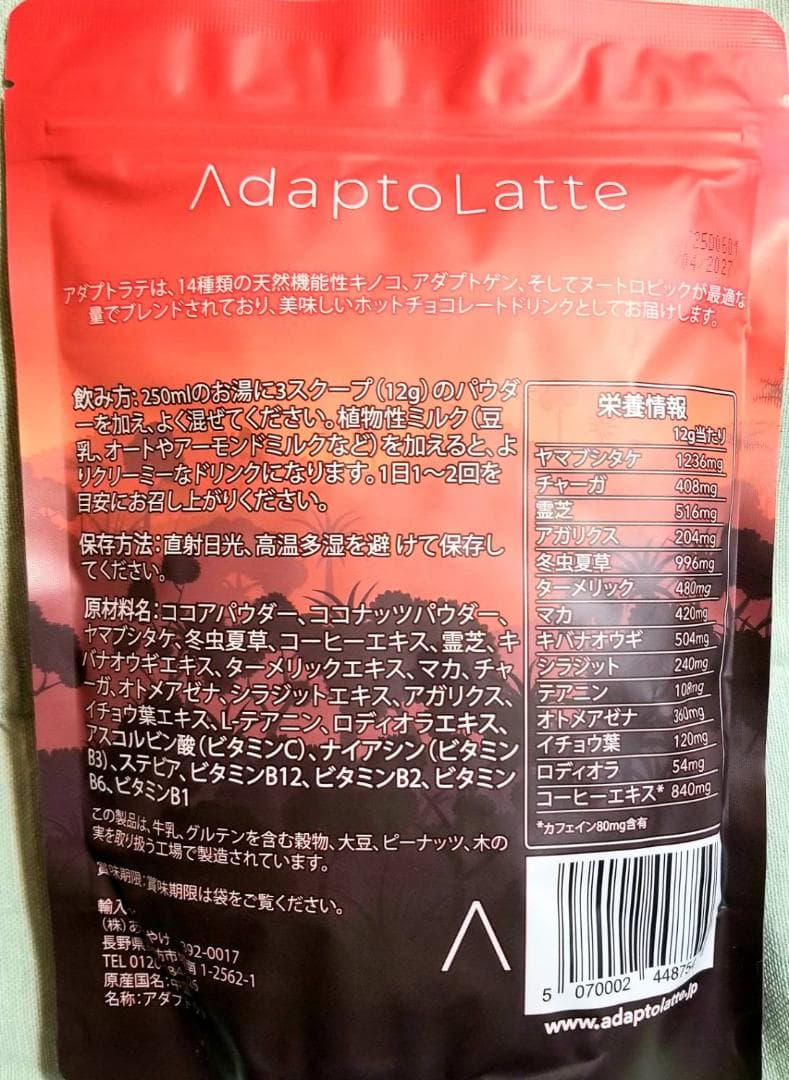 AdaptoLatte
25D0601
04/2027
アダプトラテは、14種類の天然機能性キノコ、アダプトゲン、そしてヌートロピックが最適な
量でブレンドされており、美味しいホットチョコレートドリンクとしてお届けします。
飲み方：250mlのお湯に3スクープ（12g）のパウダ
ーを加え、よく混ぜてください。植物性ミルク（豆
乳、オートやアーモンドミルクなど）を加えると、よ
りクリーミーなドリンクになります。1日1〜2回を
目安にお召し上がりください。
保存方法：直射日光、高温多湿を避 けて保存し
てください。
原材料名：ココアパウダー、ココナッツパウダー、
ヤマブシタケ、冬虫夏草、コーヒーエキス、霊芝、キ
バナオウギエキス、ターメリックエキス、マカ、チャ
ーガ、オトメアゼナ、シラジットエキス、アガリクス、
イチョウ葉エキス、L-テアニン、ロディオラエキス、
アスコルビン酸（ビタミンC）、ナイアシン（ビタミン
B3）、ステビア、ビタミンB12、ビタミンB2、ビタミン
B6、ビタミンB1
この製品は、牛乳、グルテンを含む穀物、大豆、ピーナッツ、木の
実を取り扱う工場で製造されています。
賞味期限：賞味期限は袋をご覧ください。
輸入
（株）あ やけ 392-0017
長野県 訪市 南 1-2562-1
TEL 0120 84
原産国名：
名称：アダプト
栄養情報
12g当たり
ヤマブシタケ 1236mg
チャーガ 408mg
霊芝 516mg
アガリクス 204mg
冬虫夏草 996mg
ターメリック 480mg
マカ 420mg
キバナオウギ 504mg
シラジット 240mg
テアニン 108mg
オトメアゼナ 360mg
イチョウ葉 120mg
ロディオラ 54mg
コーヒーエキス* 840mg
*カフェイン80mg含有
5 070002 448754
www.adaptolatte.jp